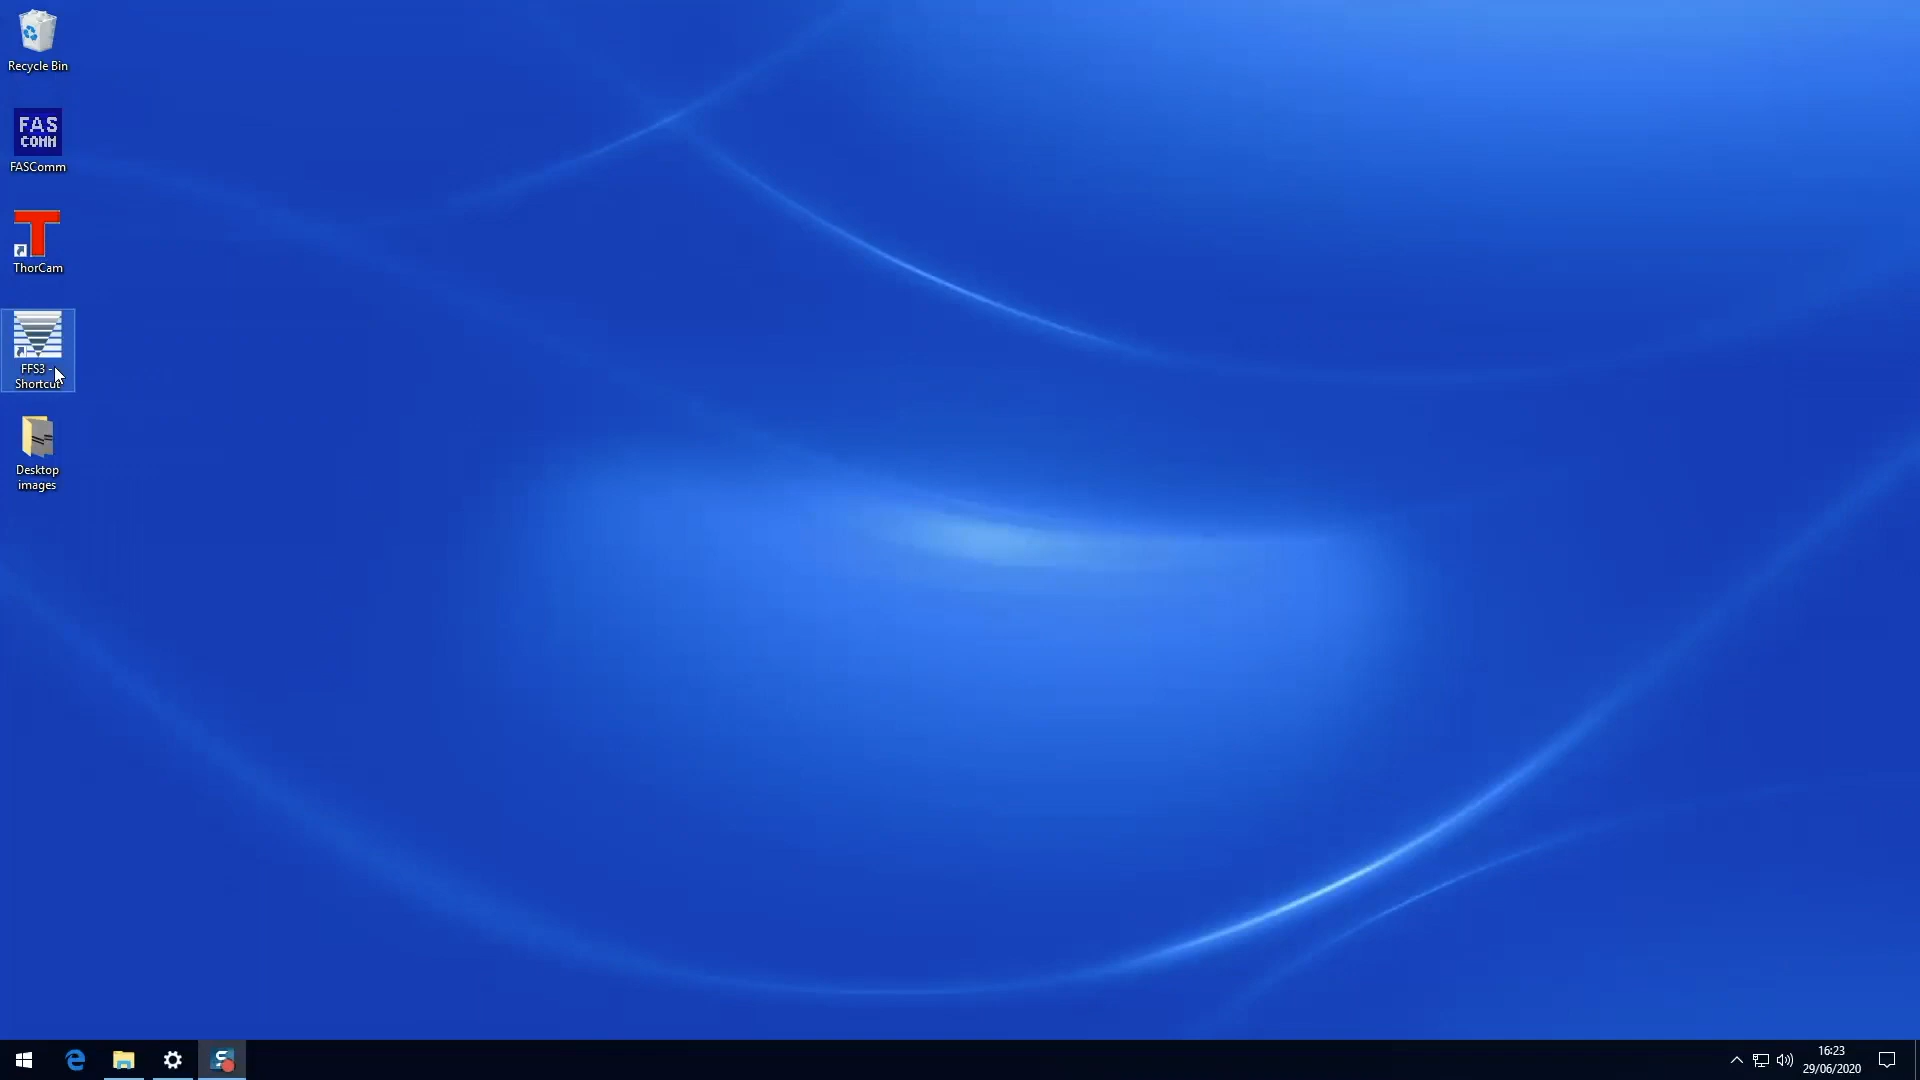 Recycle Bin
FAS
COMM
FASComm
T
ThorCam
FFS3 -
Shortcut
Desktop
images
16:23
29/06/2020